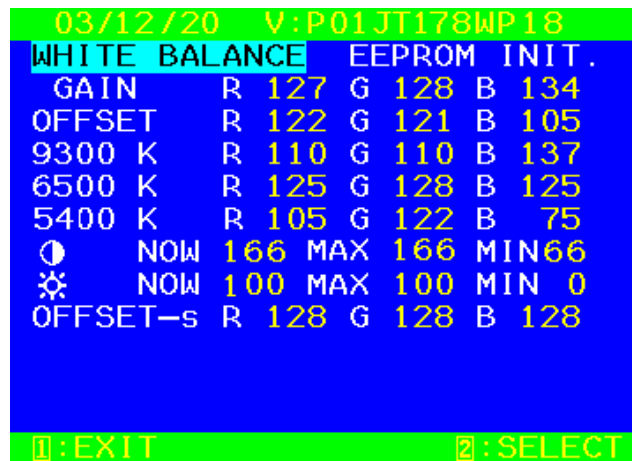 03/12/20 V:P01JT178WP18
WHITE BALANCE EEPROM INIT.
GAIN R 127 G 128 B 134
OFFSET R 122 G 121 B 105
9300 K R 110 G 110 B 137
6500 K R 125 G 128 B 125
5400 K R 105 G 122 B 75
NOW 166 MAX 166 MIN66
NOW 100 MAX 100 MIN 0
OFFSET-s R 128 G 128 B 128
1:EXIT 2:SELECT